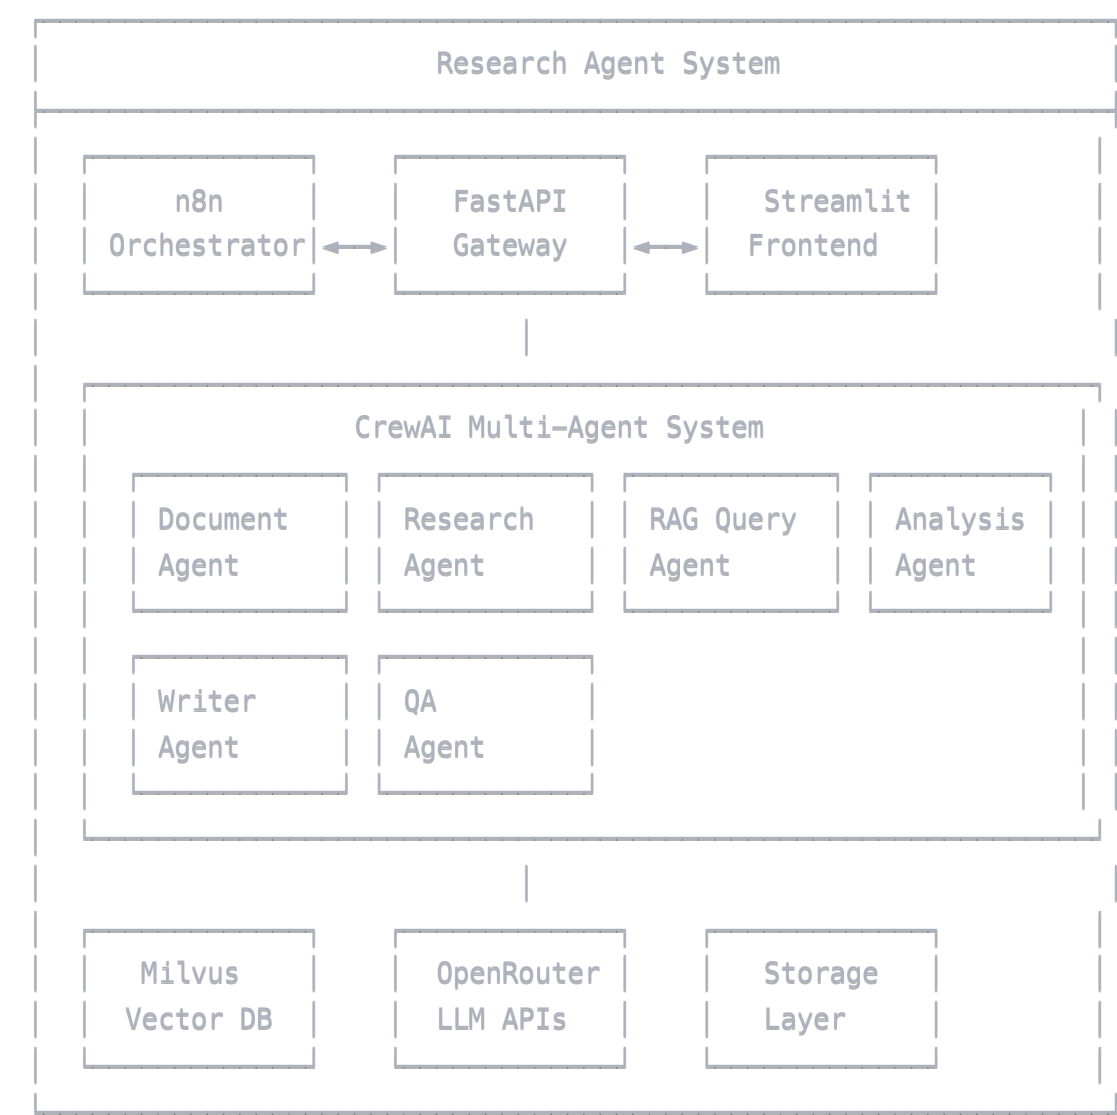 Research Agent System
n8n
Orchestrator
FastAPI
Gateway
Streamlit
Frontend
CrewAI Multi-Agent System
Document
Agent
Research
Agent
RAG Query
Agent
Analysis
Agent
Writer
Agent
QA
Agent
Milvus
Vector DB
OpenRouter
LLM APIs
Storage
Layer